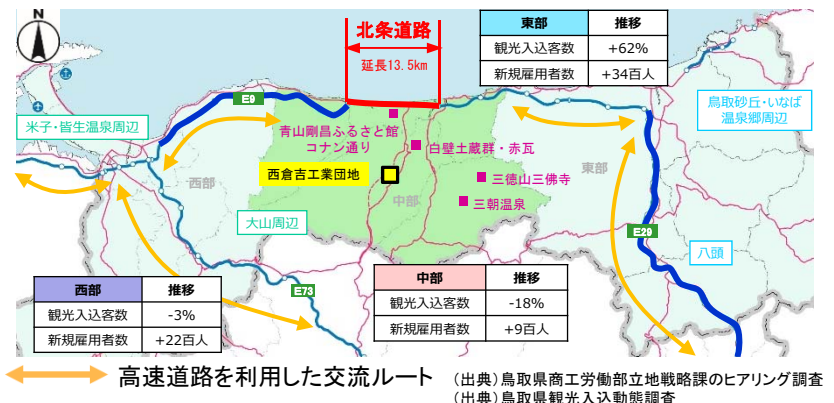 N
北条道路
延長13.5km
東部 推移
観光入込客数 +62%
新規雇用者数 +34百人
E9
米子・皆生温泉周辺
青山剛昌ふるさと館
コナン通り
白壁土蔵群・赤瓦
鳥取砂丘・いなば
温泉郷周辺
西倉吉工業団地
三徳山三佛寺
三朝温泉
西部
中部
東部
大山周辺
E29
八頭
E73
西部 推移
観光入込客数 -3%
新規雇用者数 +22百人
中部 推移
観光入込客数 -18%
新規雇用者数 +9百人
高速道路を利用した交流ルート
(出典)鳥取県商工労働部立地戦略課のヒアリング調査
(出典)鳥取県観光入込動態調査